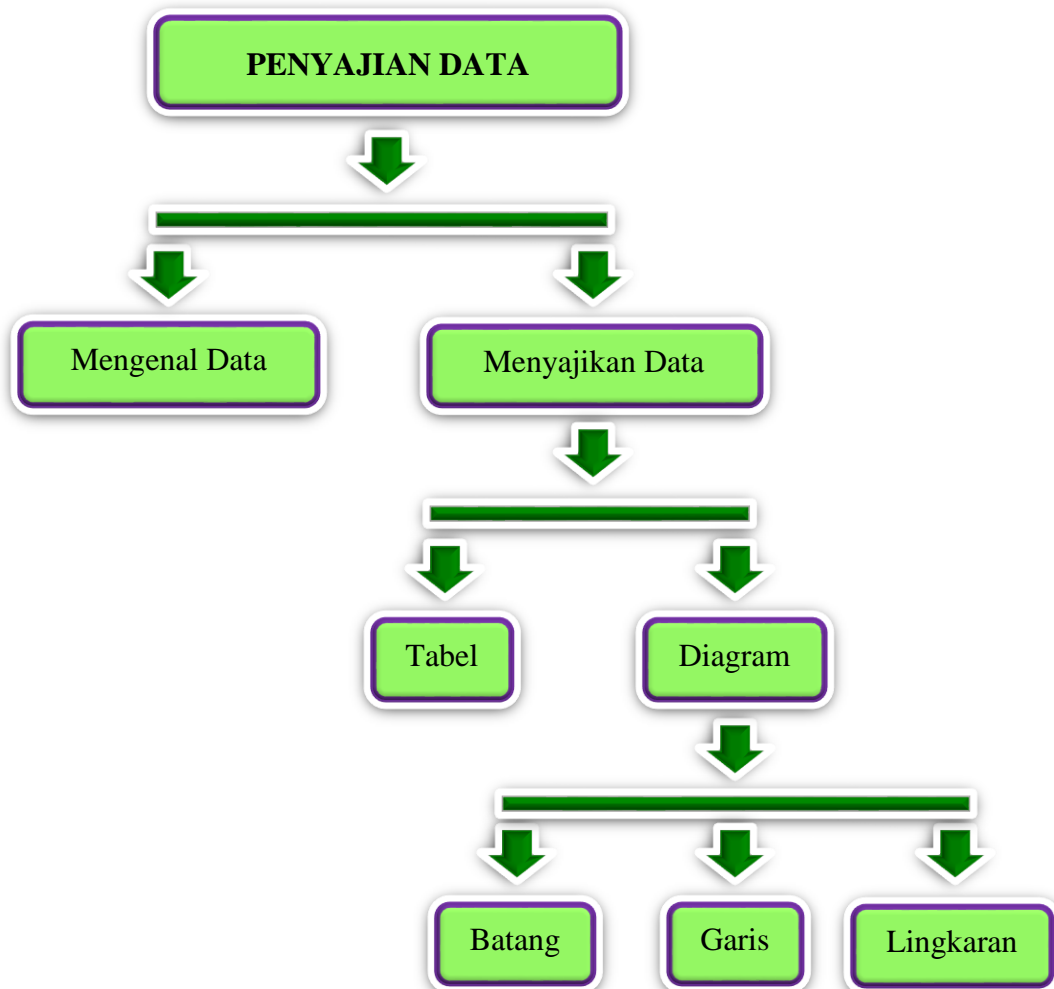 PENYAJIAN DATA
Mengenal Data
Menyajikan Data
Tabel
Diagram
Batang
Garis
Lingkaran